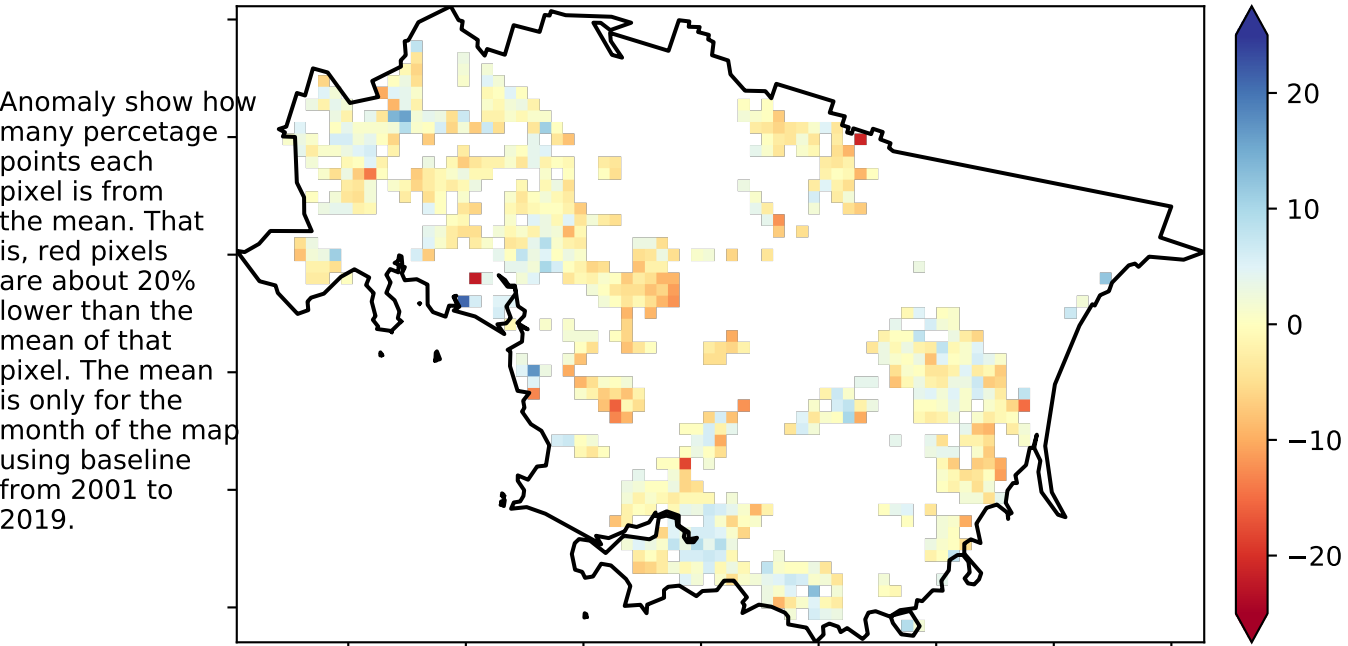 Anomaly show how
many percetage
points each
pixel is from
the mean. That
is, red pixels
are about 20%
lower than the
mean of that
pixel. The mean
is only for the
month of the map
using baseline
from 2001 to
2019.
20
10
0
−10
−20